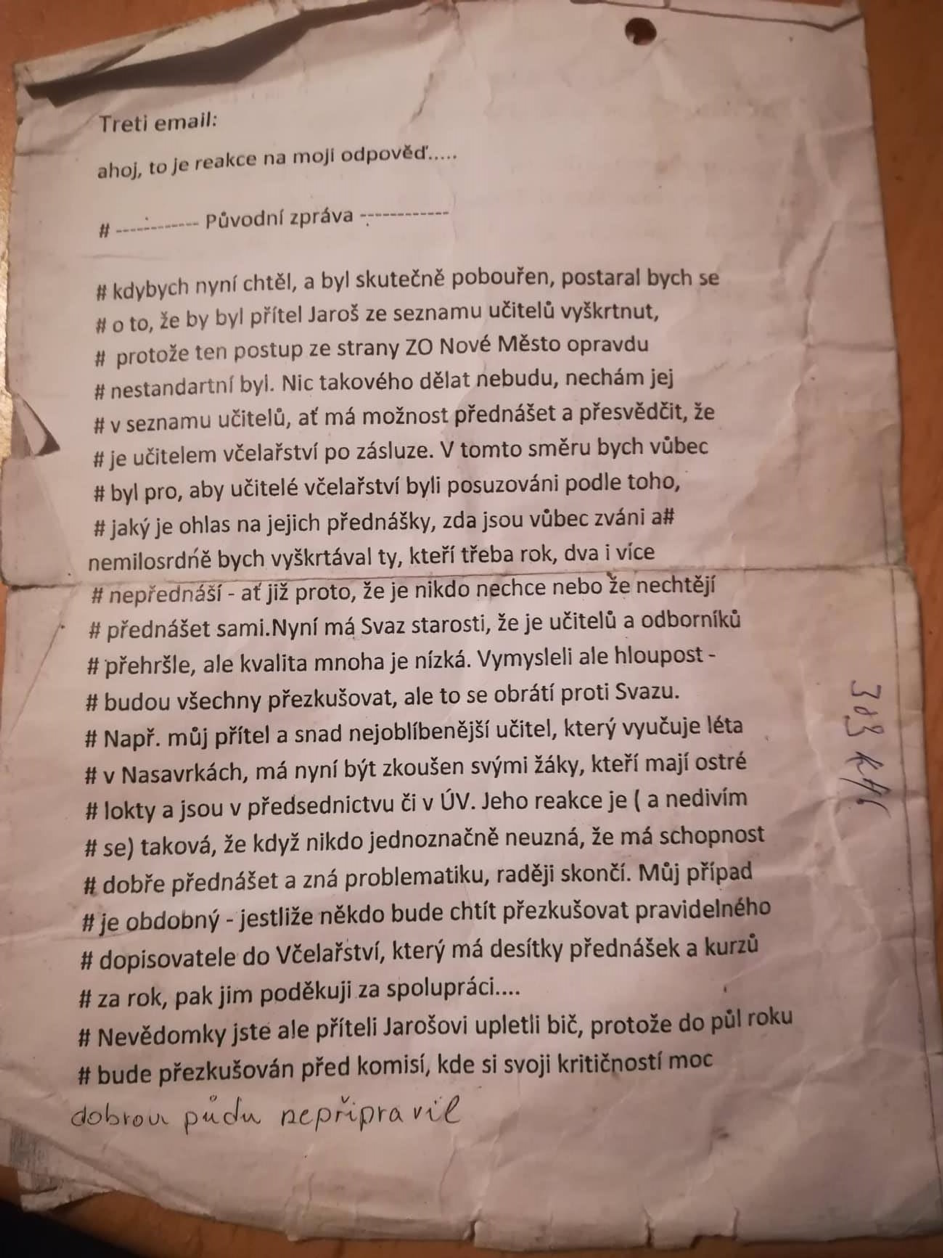 Treti email:
ahoj, to je reakce na moji odpověď.....
# ------------ Původní zpráva ------------
# kdybych nyní chtěl, a byl skutečně pobouřen, postaral bych se
# o to, že by byl přítel Jaroš ze seznamu učitelů vyškrtnut,
# protože ten postup ze strany ZO Nové Město opravdu
# nestandartní byl. Nic takového dělat nebudu, nechám jej
# v seznamu učitelů, ať má možnost přednášet a přesvědčit, že
# je učitelem včelařství po zásluze. V tomto směru bych vůbec
# byl pro, aby učitelé včelařství byli posuzováni podle toho,
# jaký je ohlas na jejich přednášky, zda jsou vůbec zváni a#
nemilosrdně bych vyškrtával ty, kteří třeba rok, dva i více
# nepřednáší - ať již proto, že je nikdo nechce nebo že nechtějí
# přednášet sami.Nyní má Svaz starosti, že je učitelů a odborníků
# přehršle, ale kvalita mnoha je nízká. Vymysleli ale hloupost -
# budou všechny přezkušovat, ale to se obrátí proti Svazu.
# Např. můj přítel a snad nejoblíbenější učitel, který vyučuje léta
# v Nasavrkách, má nyní být zkoušen svými žáky, kteří mají ostré
# lokty a jsou v předsednictvu či v ÚV. Jeho reakce je ( a nedivím
# se) taková, že když nikdo jednoznačně neuzná, že má schopnost
# dobře přednášet a zná problematiku, raději skončí. Můj případ
# je obdobný - jestliže někdo bude chtít přezkušovat pravidelného
# dopisovatele do Včelařství, který má desítky přednášek a kurzů
# za rok, pak jim poděkuji za spolupráci....
# Nevědomky jste ale příteli Jarošovi upletli bič, protože do půl roku
# bude přezkušován před komisí, kde si svoji kritičností moc
dobrou půdu nepřipravil